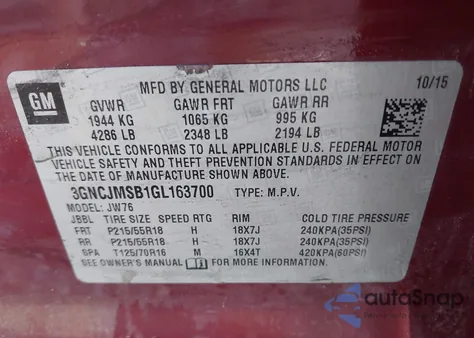 MFD BY GENERAL MOTORS LLC 10/15
GM
GVWR GAWR FRT GAWR RR
1944 KG 1065 KG 995 KG
4286 LB 2348 LB 2194 LB
THIS VEHICLE CONFORMS TO ALL APPLICABLE U.S. FEDERAL MOTOR
VEHICLE SAFETY AND THEFT PREVENTION STANDARDS IN EFFECT ON THE
DATE OF MANUFACTURE SHOWN ABOVE.
3GNCJMSB1GL163700 TYPE: M.P.V.
MODEL: JW76
JBBL TIRE SIZE SPEED RTG RIM COLD TIRE PRESSURE
FRT P215/55R18 H 18X7J 240KPA(35PSI)
RR P215/55R18 H 18X7J 240KPA(35PSI)
SPA T125/70R16 M 16X4T 420KPA(60PSI)
SEE OWNER'S MANUAL FOR MORE INFORMATION.
autoSnap